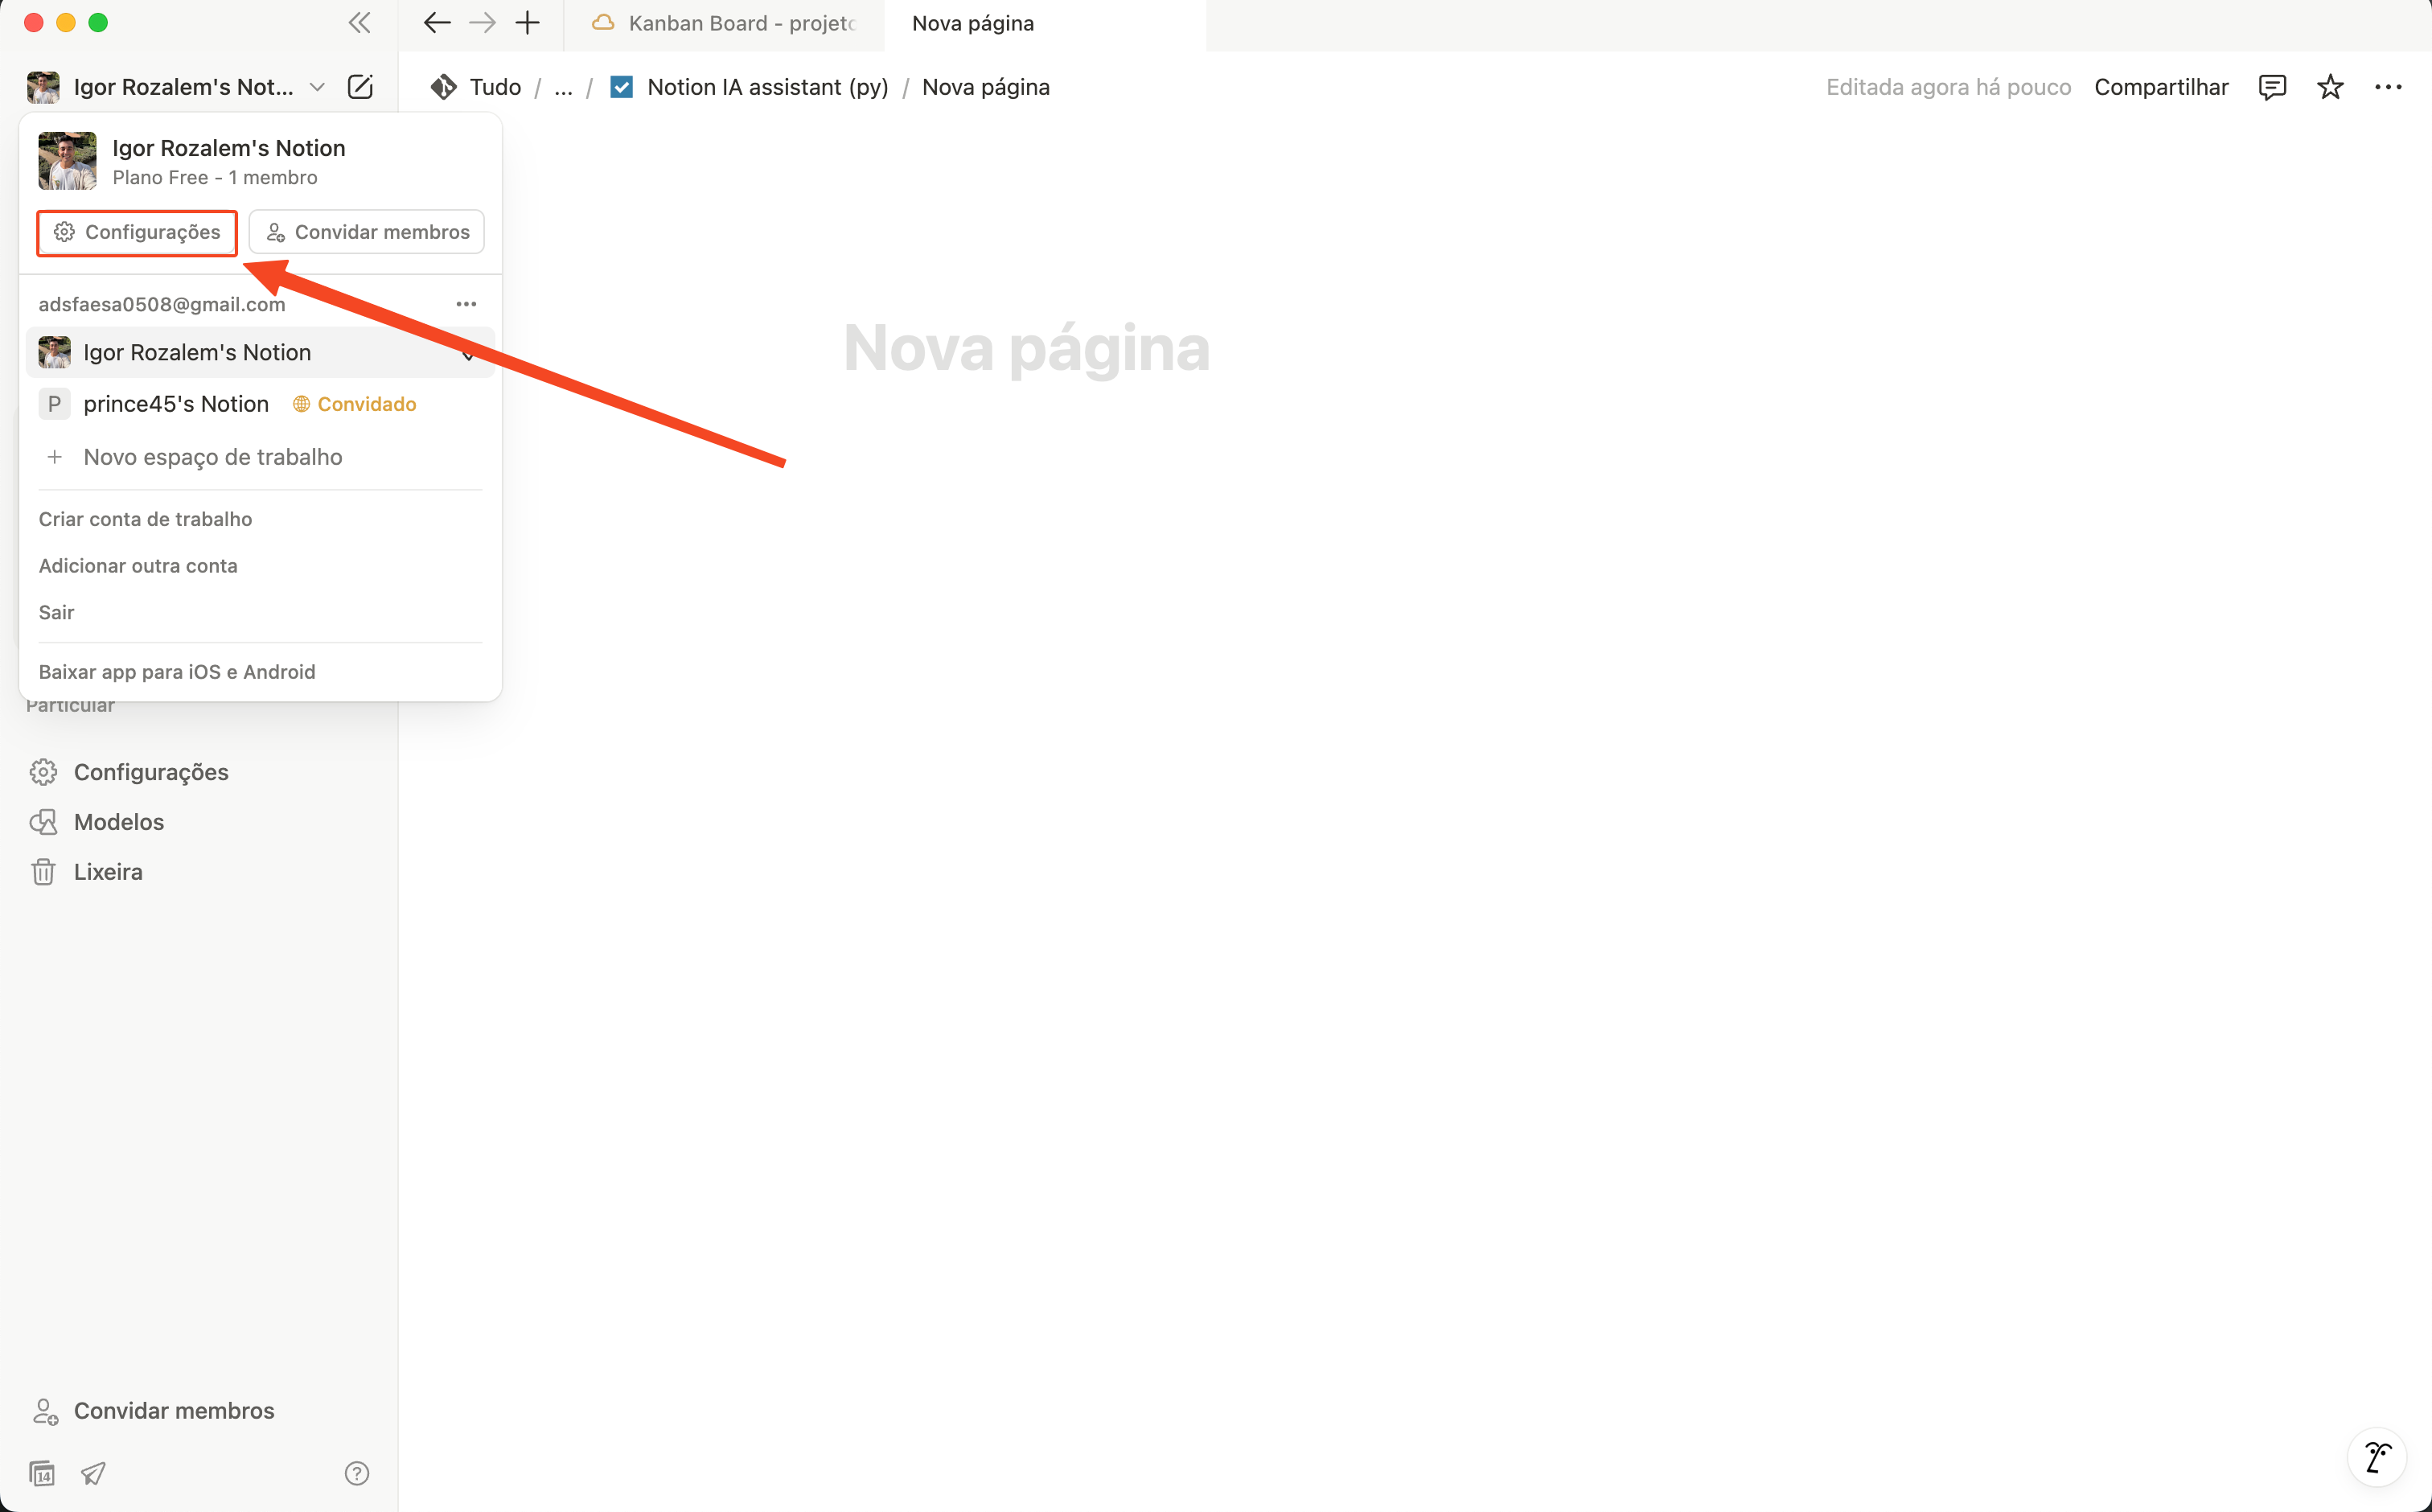 Kanban Board - projeto
Nova página
Igor Rozalem's Not...
Tudo / ... / Notion IA assistant (py) / Nova página
Editada agora há pouco
Compartilhar
Igor Rozalem's Notion
Plano Free - 1 membro
Configurações
Convidar membros
adsfaesa0508@gmail.com
Igor Rozalem's Notion
P prince45's Notion Convidado
Novo espaço de trabalho
Criar conta de trabalho
Adicionar outra conta
Sair
Baixar app para iOS e Android
Particular
Nova página
Configurações
Modelos
Lixeira
Convidar membros
14